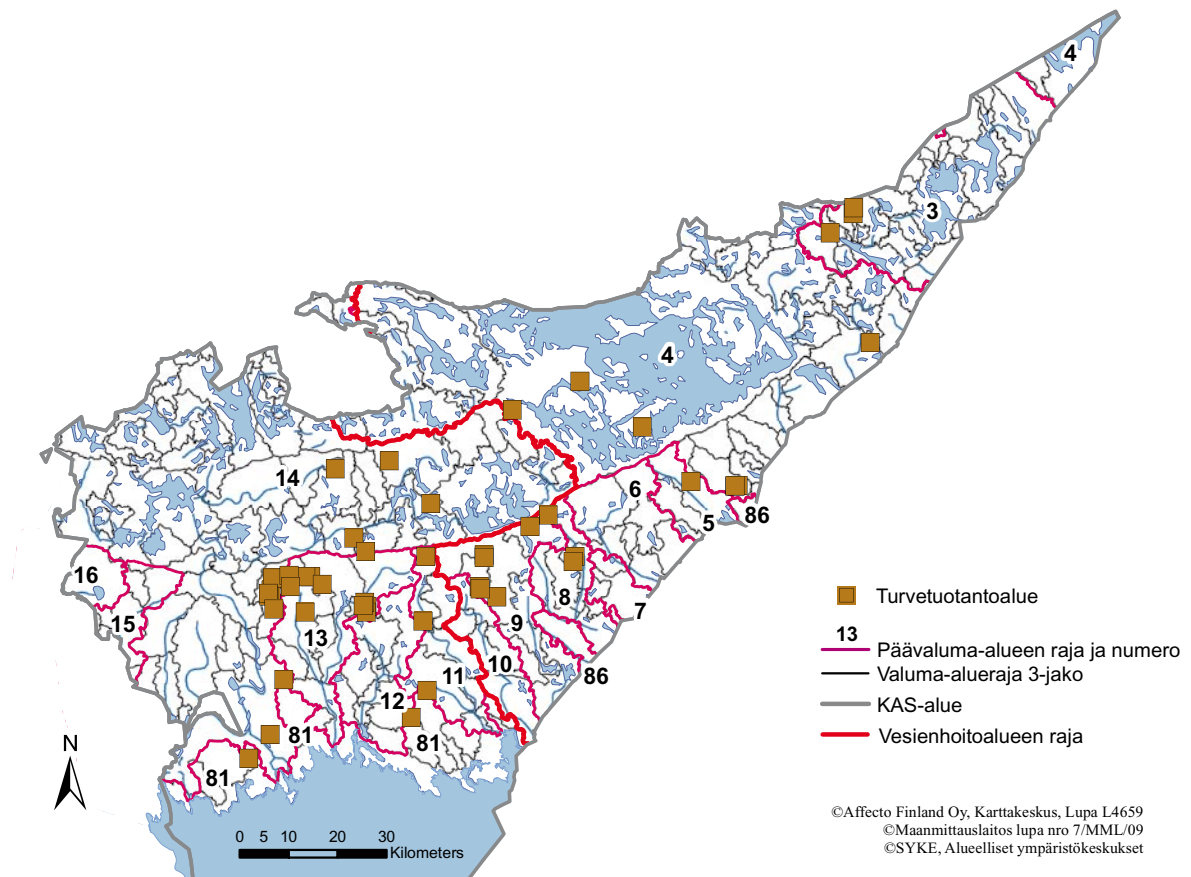 4
3
4
14
6
5
86
16
15
13
8
7
9
10
11
86
12
81
81
81
N
0 5 10 20 30
Kilometers
Turvetuotantoalue
13
Päävaluma-alueen raja ja numero
Valuma-alueraja 3-jako
KAS-alue
Vesienhoitoalueen raja
©Affecto Finland Oy, Karttakeskus, Lupa L4659
©Maanmittauslaitos lupa nro 7/MML/09
©SYKE, Alueelliset ympäristökeskukset